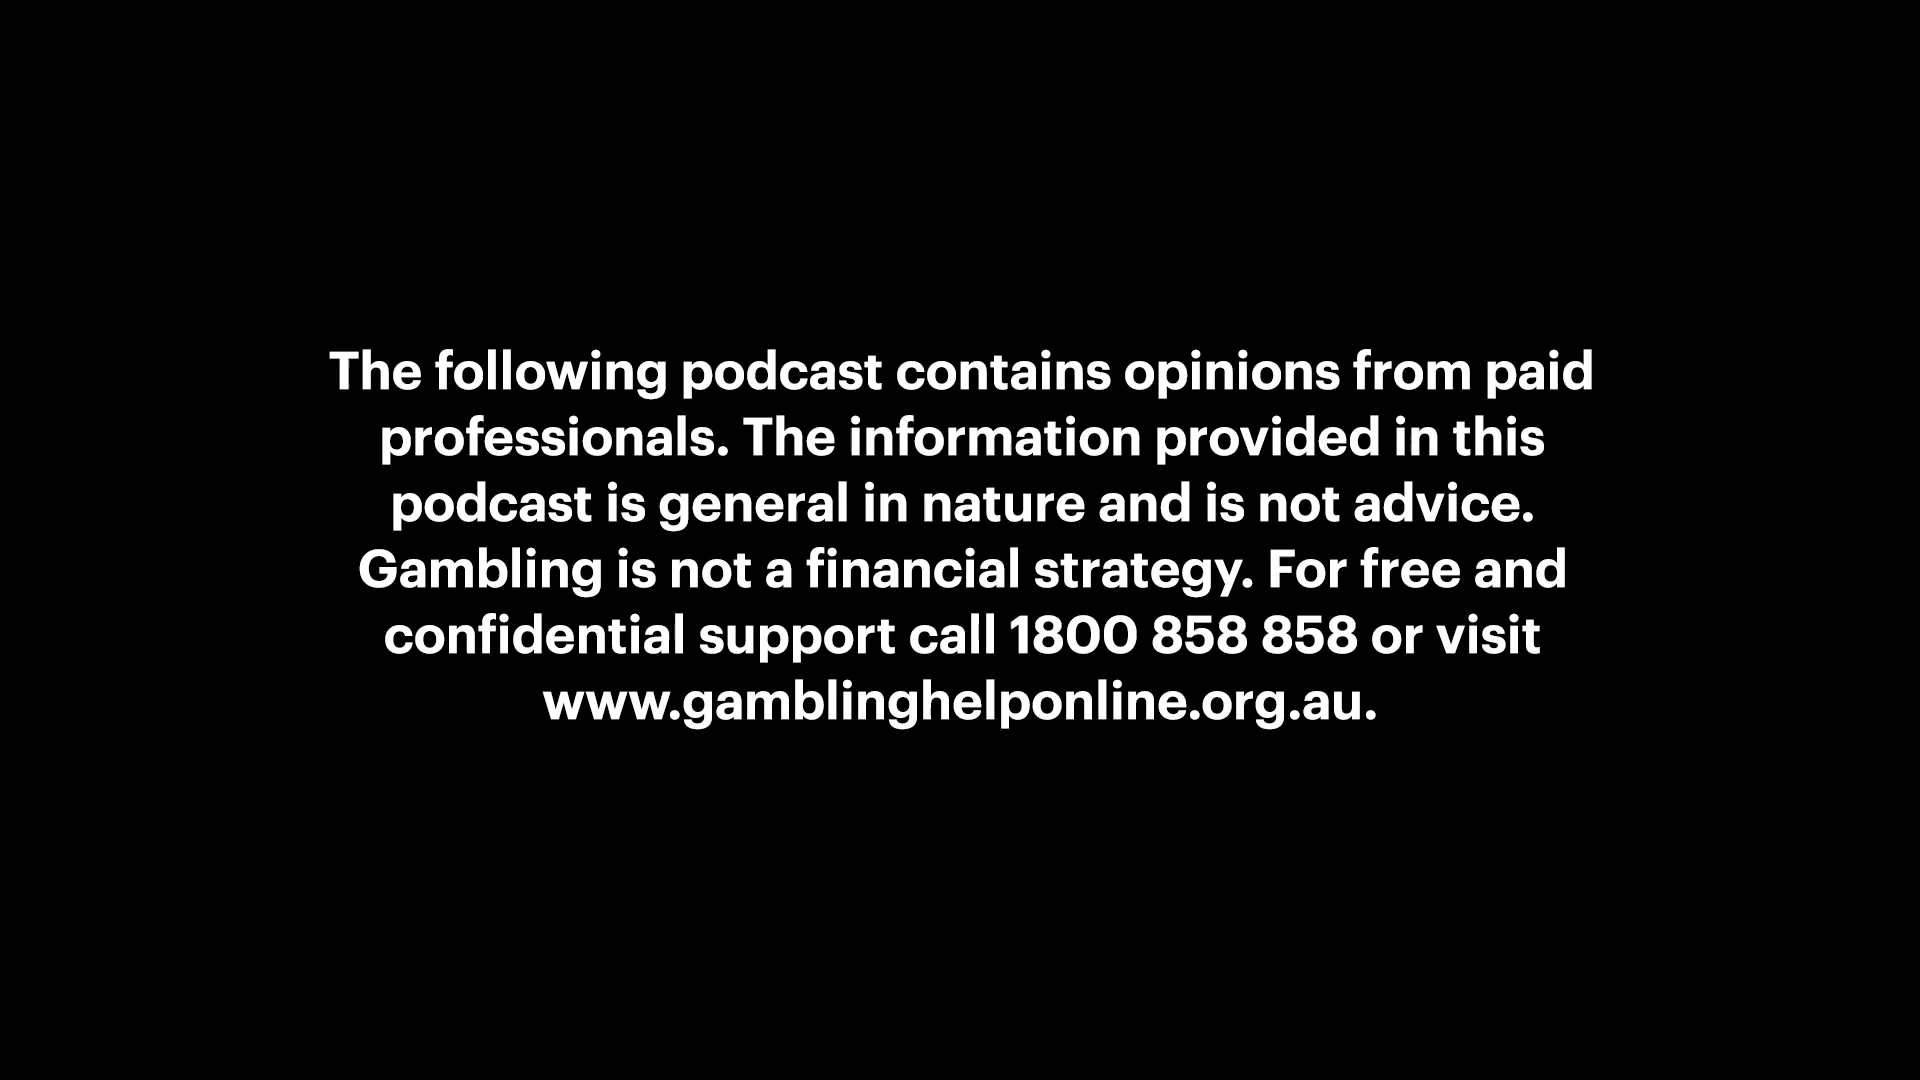 The following podcast contains opinions from paid
professionals. The information provided in this
podcast is general in nature and is not advice.
Gambling is not a financial strategy. For free and
confidential support call 1800 858 858 or visit
www.gamblinghelponline.org.au.